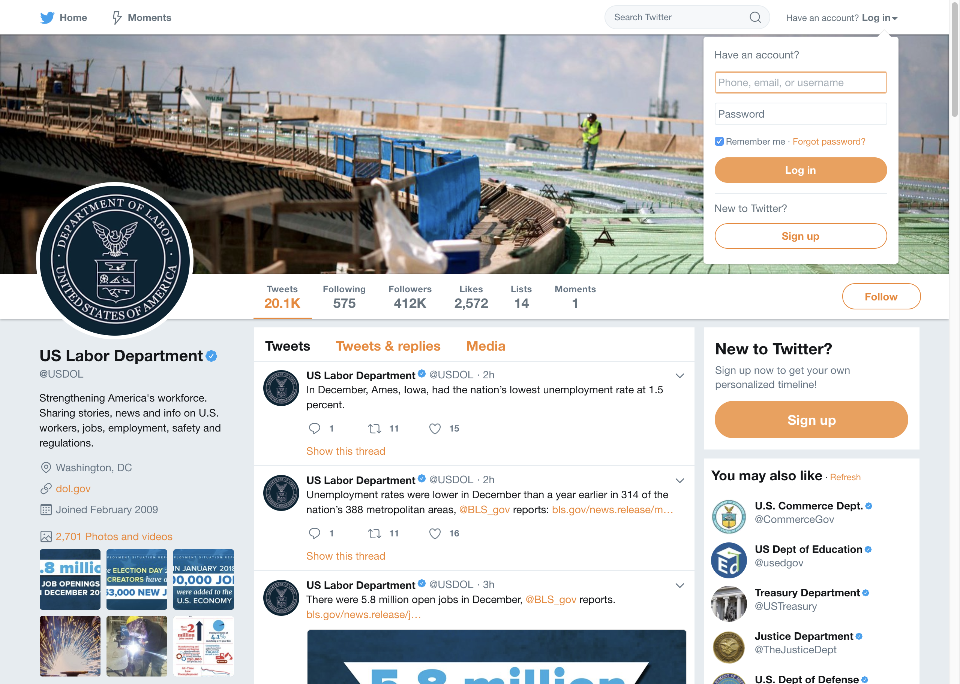 Home
Moments
Search Twitter
Have an account? Log in
Have an account?
Phone, email, or username
Password
Remember me · Forgot password?
Log in
New to Twitter?
Sign up
DEPARTMENT OF LABOR
UNITED STATES OF AMERICA
Tweets
20.1K
Following
575
Followers
412K
Likes
2,572
Lists
14
Moments
1
Follow
US Labor Department
@USDOL
Strengthening America's workforce.
Sharing stories, news and info on U.S.
workers, jobs, employment, safety and
regulations.
Washington, DC
dol.gov
Joined February 2009
2,701 Photos and videos
.8 millic
JOB OPENINGS
DECEMBER 20
ELECTION DAY
CREATORS have
3,000 NEW J
IN JANUARY 2018
00,000 JO
were added to the
U.S. ECONOMY
Tweets
Tweets & replies
Media
US Labor Department @USDOL · 2h
In December, Ames, Iowa, had the nation's lowest unemployment rate at 1.5
percent.
1 11 15
Show this thread
US Labor Department @USDOL · 2h
Unemployment rates were lower in December than a year earlier in 314 of the
nation's 388 metropolitan areas, @BLS_gov reports: bls.gov/news.release/m…
1 11 16
Show this thread
US Labor Department @USDOL · 3h
There were 5.8 million open jobs in December, @BLS_gov reports.
bls.gov/news.release/j…
5.8 million
New to Twitter?
Sign up now to get your own
personalized timeline!
Sign up
You may also like · Refresh
U.S. Commerce Dept.
@CommerceGov
US Dept of Education
@usedgov
Treasury Department
@USTreasury
Justice Department
@TheJusticeDept
U.S. Dept of Defense